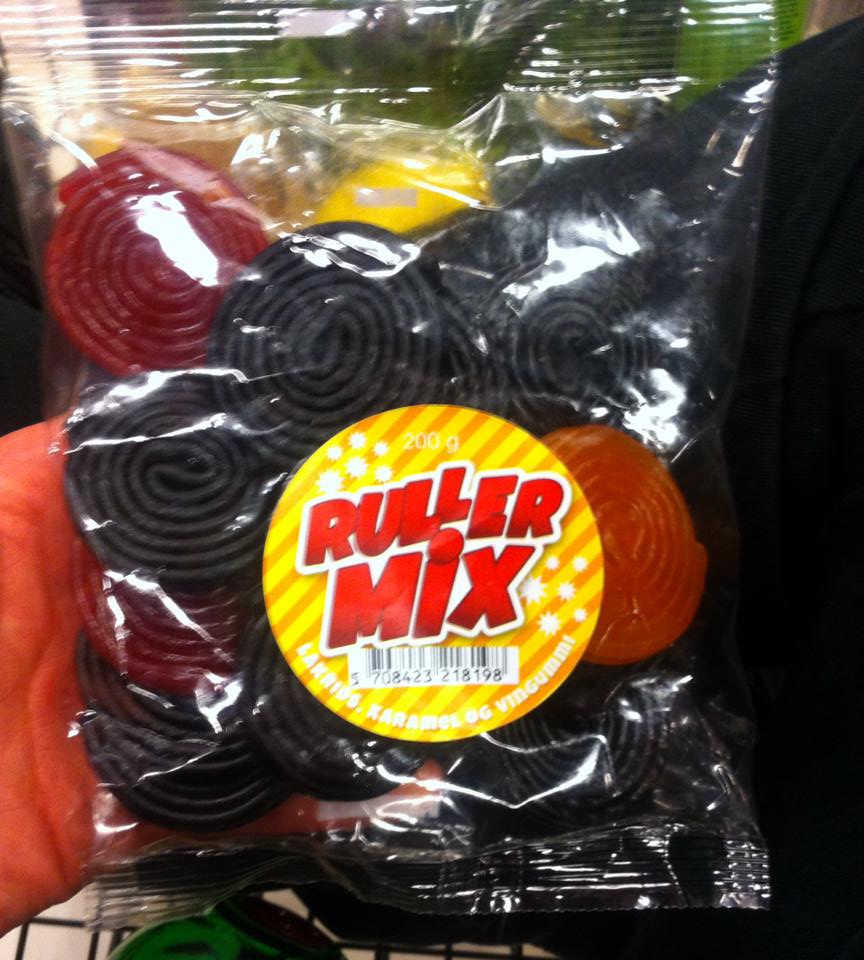 200 g
RULLER
MiX
5 708423 218198
LAKRIDS, KARAMEL OG VINGUMMI